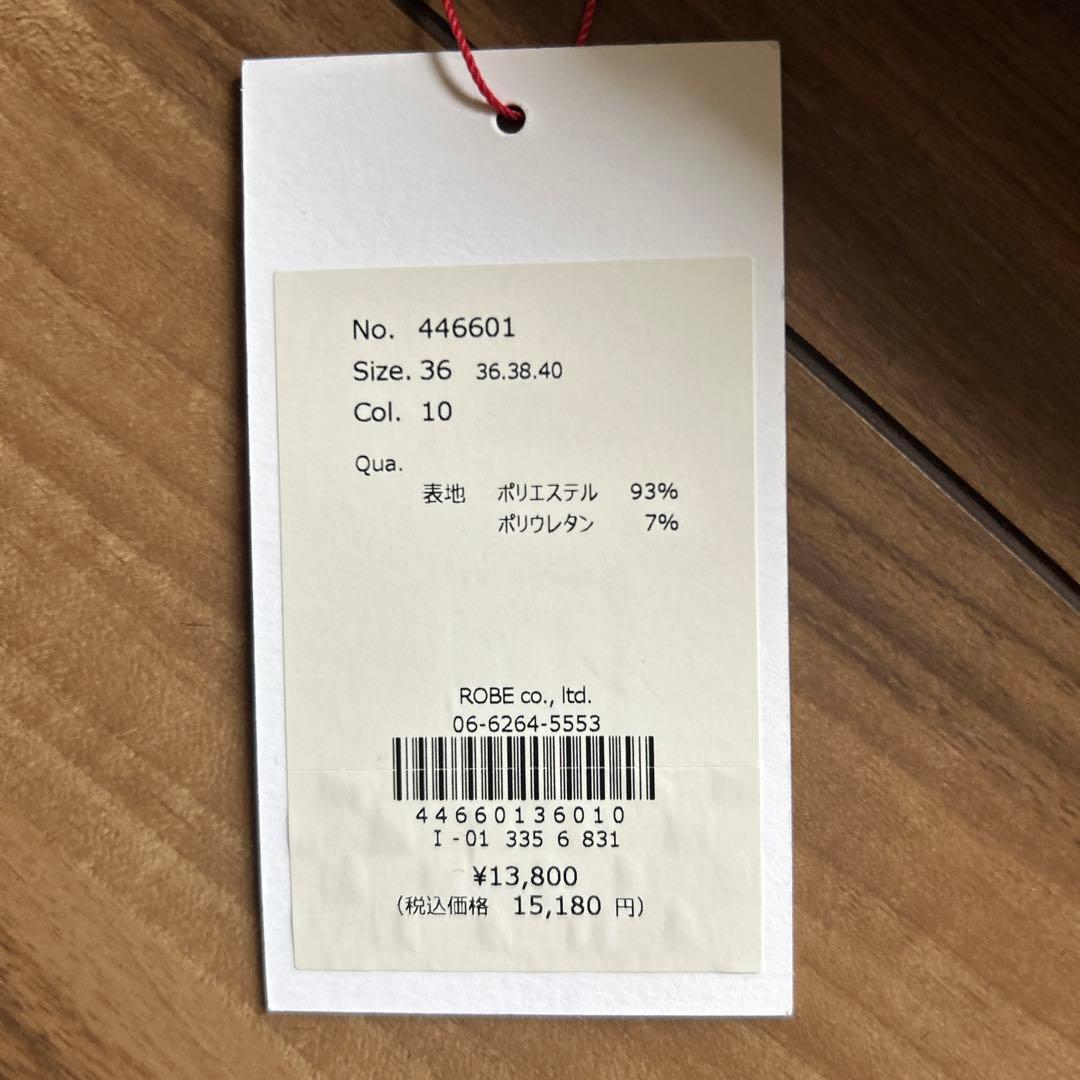 No. 446601
Size. 36 36.38.40
Col. 10
Qua.
表地 ポリエステル 93%
ポリウレタン 7%
ROBE co., ltd.
06-6264-5553
44660136010
I-01 335 6 831
¥13,800
(税込価格 15,180 円)